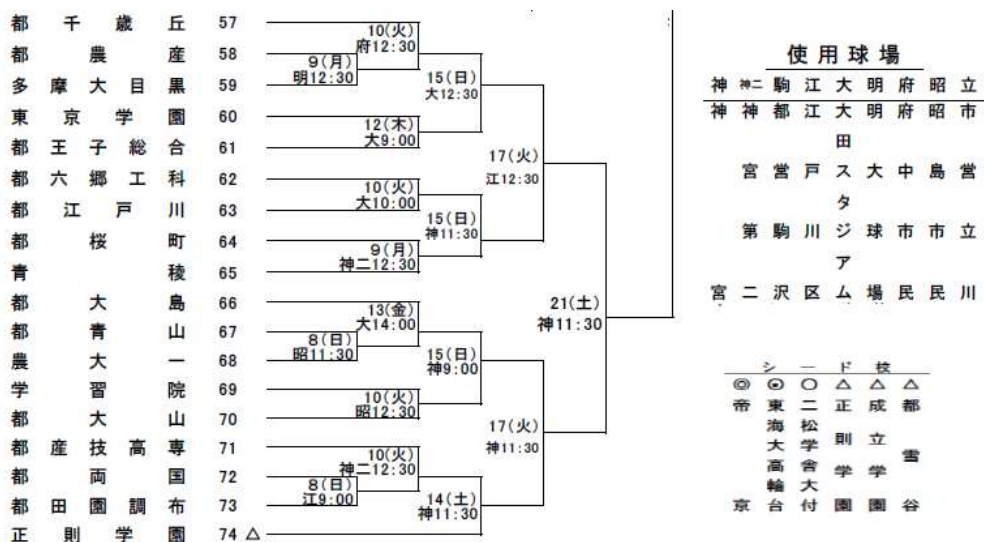 都千歳丘 57
都農産 58
多摩大目黒 59
東京学園 60
都王子総合 61
都六郷工科 62
都江戸川 63
都桜町 64
青稜 65
都大島 66
都青山 67
農大一 68
学習院 69
都大山 70
都産技高専 71
都両国 72
都田園調布 73
正則学園 74 △
10(火)
府12:30
9(月)
明12:30
15(日)
大12:30
12(木)
大9:00
17(火)
江12:30
10(火)
大10:00
15(日)
神11:30
9(月)
神二12:30
21(土)
神11:30
13(金)
大14:00
8(日)
昭11:30
15(日)
神9:00
10(火)
昭12:30
17(火)
神11:30
10(火)
神二12:30
8(日)
江9:00
14(土)
神11:30
使用球場
神 神二 駒 江 大 明 府 昭 立
神宮
神宮第二
都営駒沢
江戸川区
大田スタジアム
明大球場
府中市民
昭島市民
市営立川
シード校
◎ 帝京
◉ 東海大高輪台
○ 二松学舎大付
△ 正則学園
△ 成立学園
△ 都雪谷